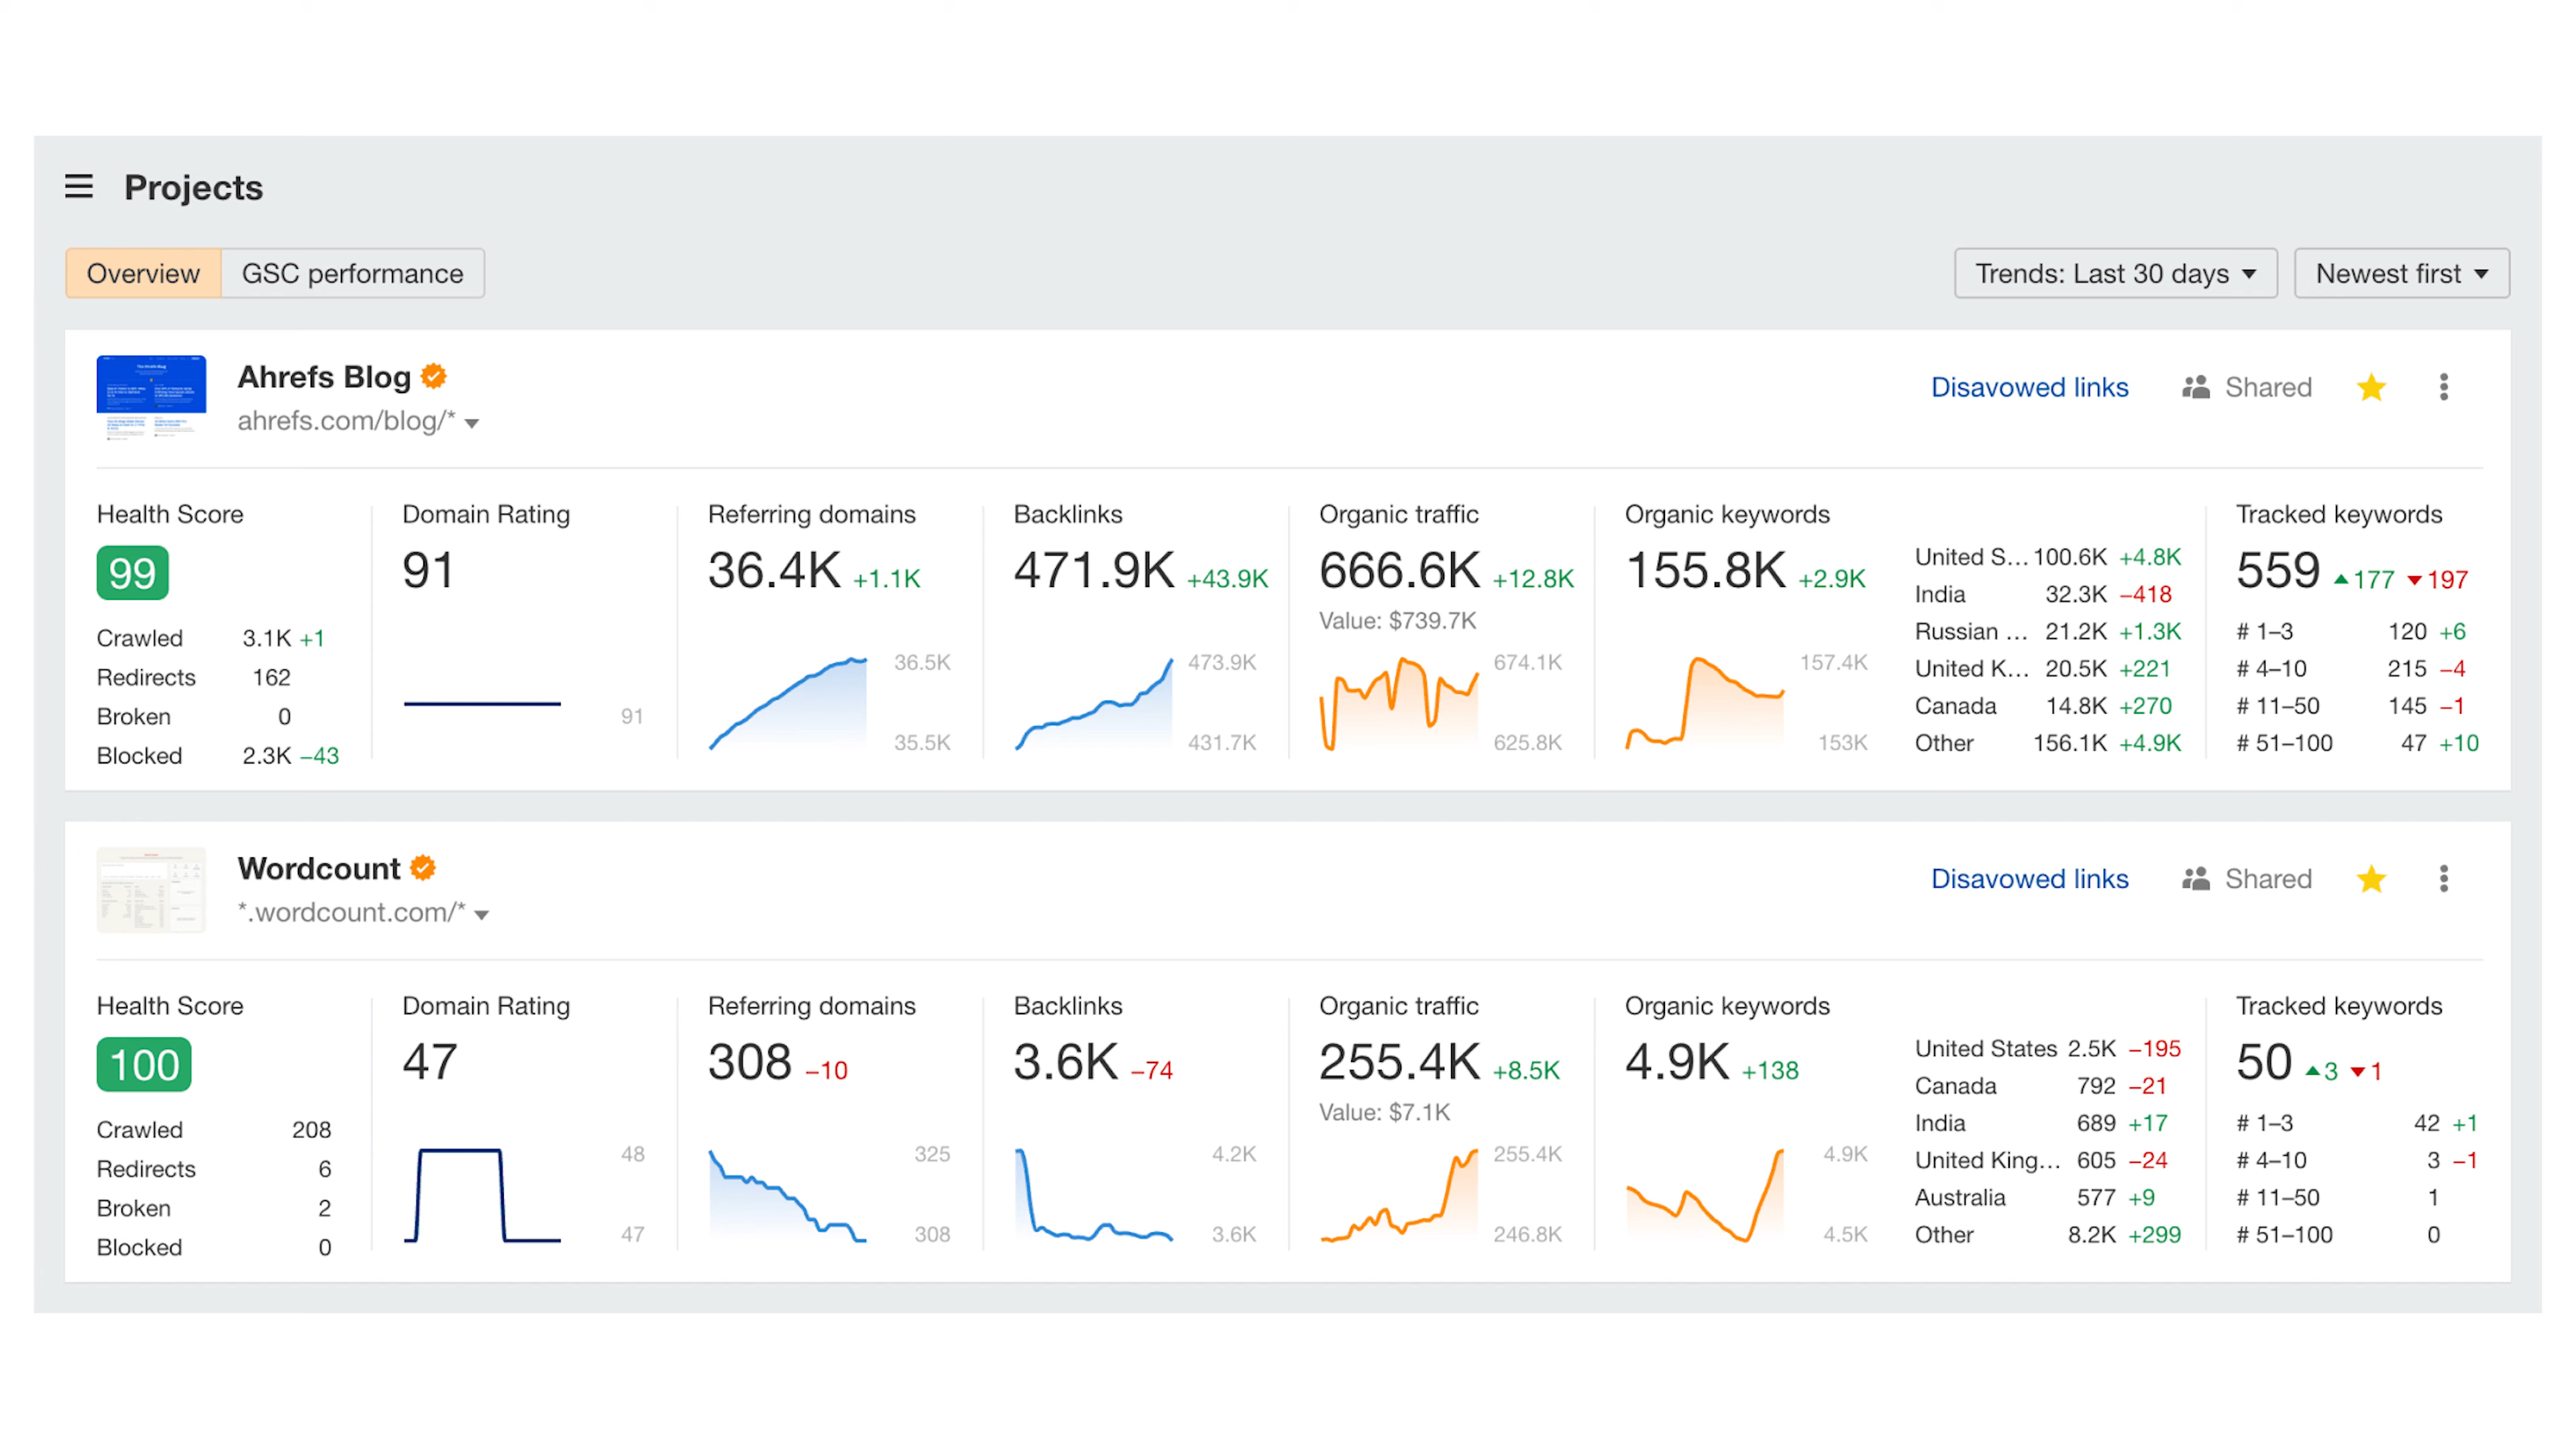 Projects
Overview GSC performance Trends: Last 30 days Newest first
Ahrefs Blog
ahrefs.com/blog/*
Disavowed links Shared
Health Score
99
Crawled 3.1K +1
Redirects 162
Broken 0
Blocked 2.3K –43
Domain Rating
91
91
Referring domains
36.4K +1.1K
36.5K
35.5K
Backlinks
471.9K +43.9K
473.9K
431.7K
Organic traffic
666.6K +12.8K
Value: $739.7K
674.1K
625.8K
Organic keywords
155.8K +2.9K
157.4K
153K
United S... 100.6K +4.8K
India 32.3K –418
Russian ... 21.2K +1.3K
United K... 20.5K +221
Canada 14.8K +270
Other 156.1K +4.9K
Tracked keywords
559 ▲177 ▼197
# 1–3 120 +6
# 4–10 215 –4
# 11–50 145 –1
# 51–100 47 +10
Wordcount
*.wordcount.com/*
Disavowed links Shared
Health Score
100
Crawled 208
Redirects 6
Broken 2
Blocked 0
Domain Rating
47
48
47
Referring domains
308 –10
325
308
Backlinks
3.6K –74
4.2K
3.6K
Organic traffic
255.4K +8.5K
Value: $7.1K
255.4K
246.8K
Organic keywords
4.9K +138
4.9K
4.5K
United States 2.5K –195
Canada 792 –21
India 689 +17
United King... 605 –24
Australia 577 +9
Other 8.2K +299
Tracked keywords
50 ▲3 ▼1
# 1–3 42 +1
# 4–10 3 –1
# 11–50 1
# 51–100 0